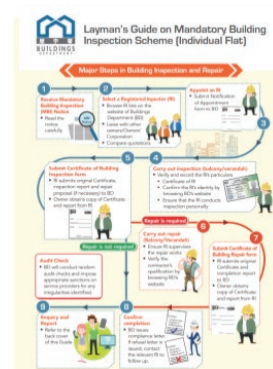 BUILDINGS
DEPARTMENT
Layman's Guide on Mandatory Building
Inspection Scheme (Individual Flat)
Major Steps in Building Inspection and Repair
1
Receive Mandatory
Building Inspection
(MBI) Notice
• Read the
notice
carefully
2
Select a Registered Inspector (RI)
• Browse RI lists on the
website of Buildings
Department (BD)
• Liaise with other
owners/Owners'
Corporation
• Compare quotations
Appoint an RI
• Submit Notification
of Appointment
form to BD
3
4
Carry out inspection (balcony/verandah)
• Verify and record the RI's particulars
• Certificate of RI
• Confirm the RI's identity by
browsing BD's website
• Ensure that the RI conducts
inspection personally
5
Submit Certificate of Building
Inspection form
• RI submits original Certificate,
inspection report and repair
proposal (if necessary) to BD
• Owner obtains copy of Certificate
and report from RI
Repair is required
Repair is not required
6
Carry out repair
(Balcony/Verandah)
• Ensure RI supervises
the repair works
• Verify the
contractor's
qualification by
browsing BD's
website
7
Submit Certificate of
Building Repair form
• RI submits original
Certificate and
completion report
to BD
• Owner obtains
copy of Certificate
and report from RI
Audit Check
• BD will conduct random
audit checks and impose
appropriate sanctions on
service providers for any
irregularities identified.
8
Confirm
completion
• BD issues
compliance letter
If refusal letter is
issued, contact
the relevant RI to
follow up.
9
Enquiry and
Report
• Refer to the
back cover
of this Guide